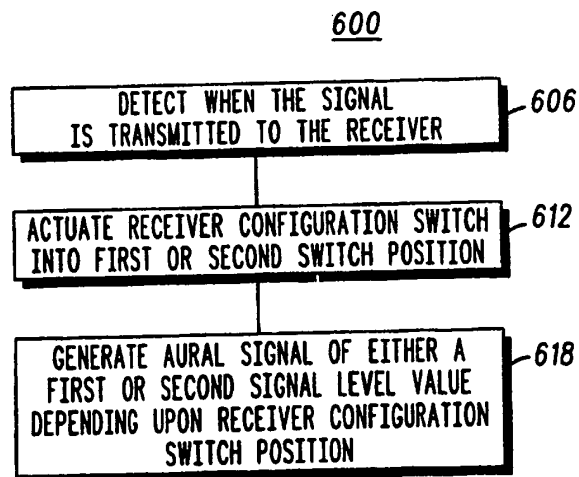 600
DETECT WHEN THE SIGNAL
IS TRANSMITTED TO THE RECEIVER
606
ACTUATE RECEIVER CONFIGURATION SWITCH
INTO FIRST OR SECOND SWITCH POSITION
612
GENERATE AURAL SIGNAL OF EITHER A
FIRST OR SECOND SIGNAL LEVEL VALUE
DEPENDING UPON RECEIVER CONFIGURATION
SWITCH POSITION
618